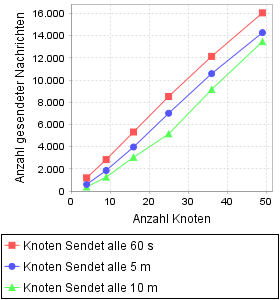 Anzahl gesendeter Nachrichten
16.000
14.000
12.000
10.000
8.000
6.000
4.000
2.000
0
0 10 20 30 40 50
Anzahl Knoten
Knoten Sendet alle 60 s
Knoten Sendet alle 5 m
Knoten Sendet alle 10 m